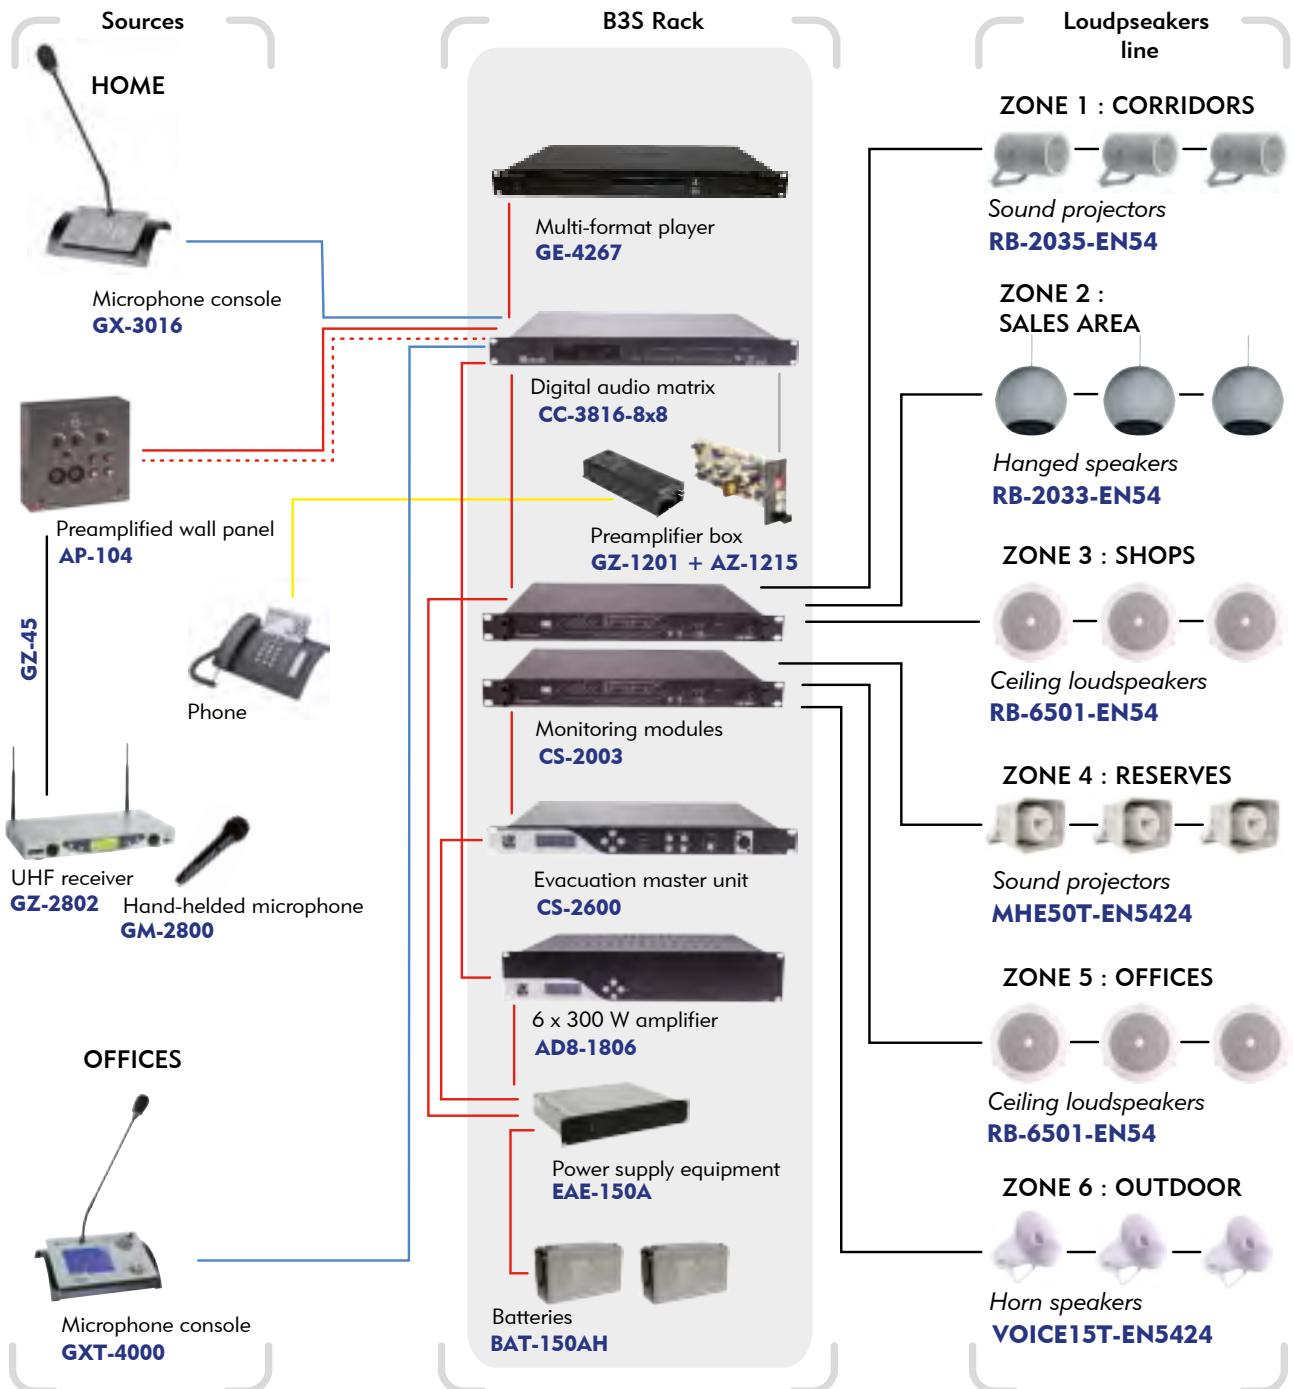 Sources
HOME
Microphone console
GX-3016
Preamplified wall panel
AP-104
GZ-45
Phone
UHF receiver
GZ-2802
Hand-helded microphone
GM-2800
OFFICES
Microphone console
GXT-4000
B3S Rack
Multi-format player
GE-4267
Digital audio matrix
CC-3816-8x8
Preamplifier box
GZ-1201 + AZ-1215
Monitoring modules
CS-2003
Evacuation master unit
CS-2600
6 x 300 W amplifier
AD8-1806
Power supply equipment
EAE-150A
Batteries
BAT-150AH
Loudpseakers
line
ZONE 1 : CORRIDORS
Sound projectors
RB-2035-EN54
ZONE 2 :
SALES AREA
Hanged speakers
RB-2033-EN54
ZONE 3 : SHOPS
Ceiling loudspeakers
RB-6501-EN54
ZONE 4 : RESERVES
Sound projectors
MHE50T-EN5424
ZONE 5 : OFFICES
Ceiling loudspeakers
RB-6501-EN54
ZONE 6 : OUTDOOR
Horn speakers
VOICE15T-EN5424